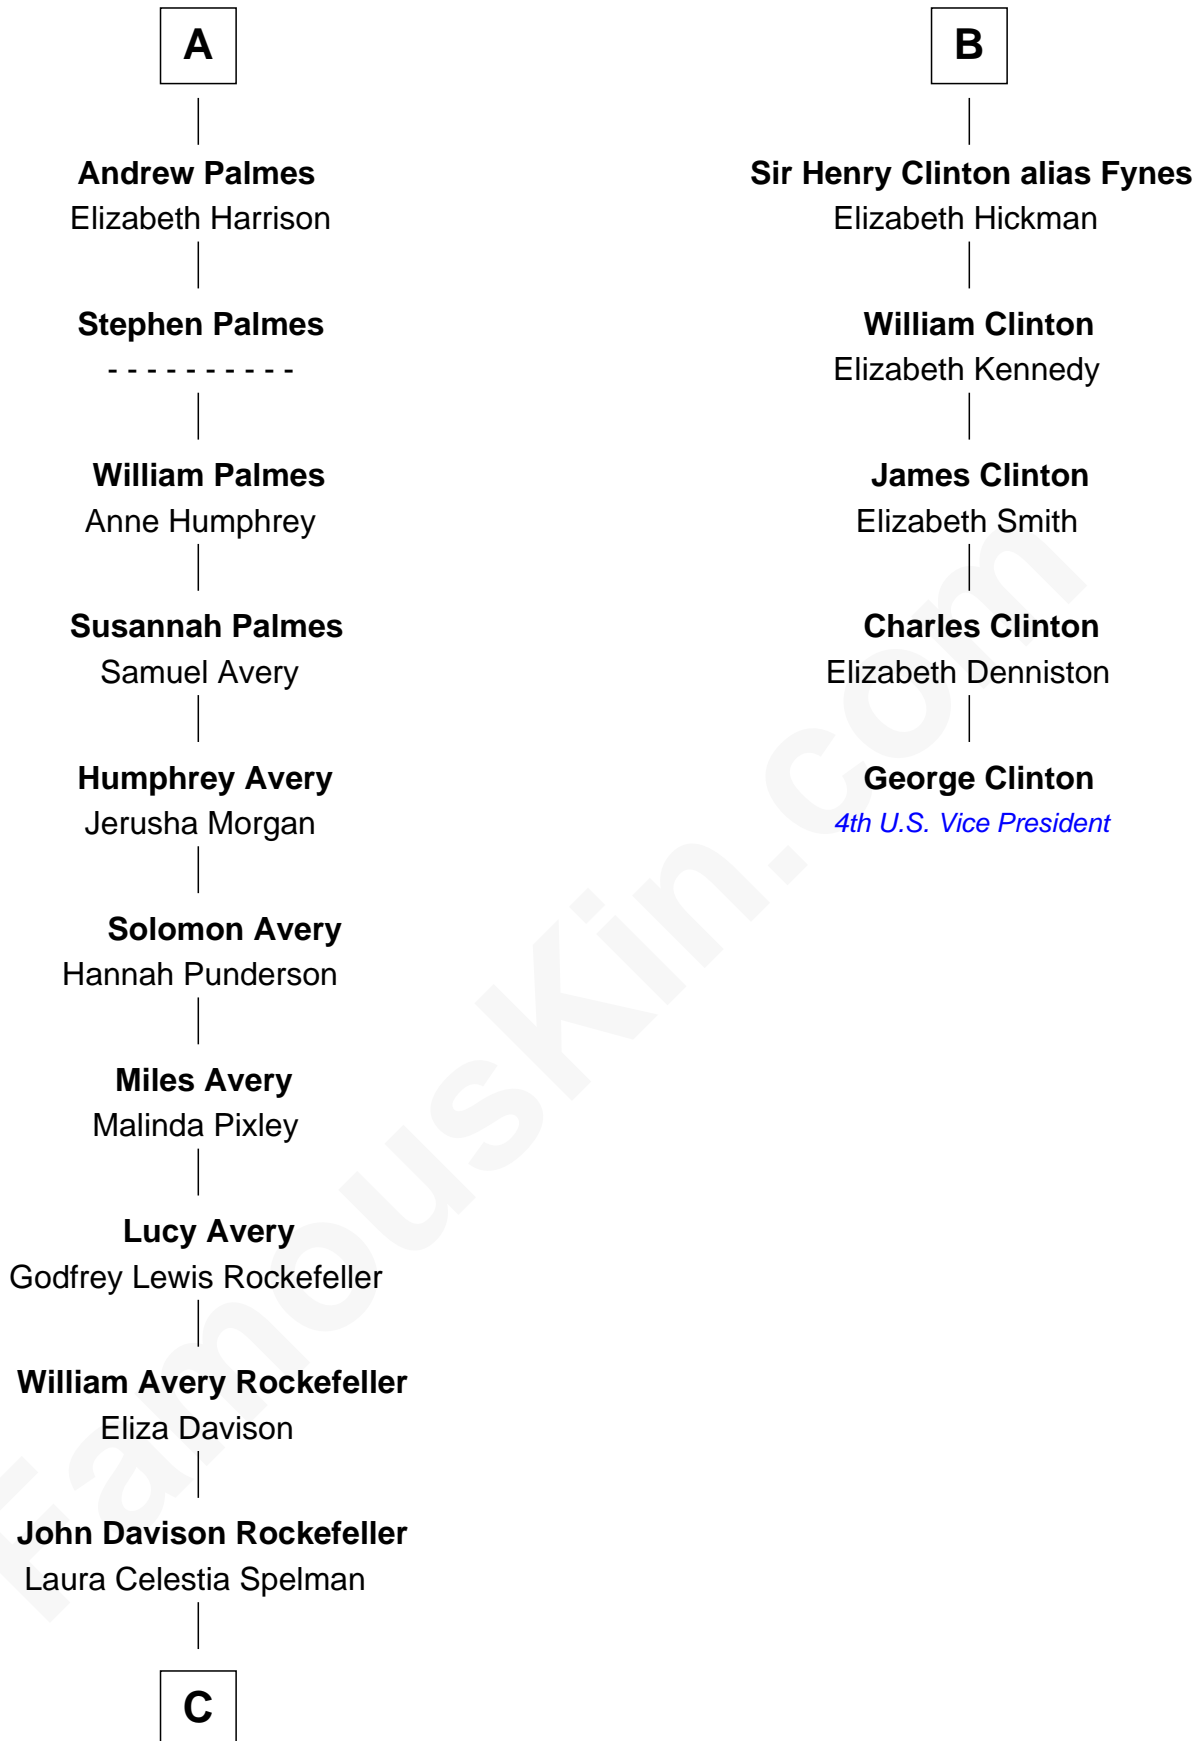 A
Andrew Palmes
Elizabeth Harrison
Stephen Palmes
- - - - - - - - - -
William Palmes
Anne Humphrey
Susannah Palmes
Samuel Avery
Humphrey Avery
Jerusha Morgan
Solomon Avery
Hannah Punderson
Miles Avery
Malinda Pixley
Lucy Avery
Godfrey Lewis Rockefeller
William Avery Rockefeller
Eliza Davison
John Davison Rockefeller
Laura Celestia Spelman
C
B
Sir Henry Clinton alias Fynes
Elizabeth Hickman
William Clinton
Elizabeth Kennedy
James Clinton
Elizabeth Smith
Charles Clinton
Elizabeth Denniston
George Clinton
4th U.S. Vice President
FamousKin.com